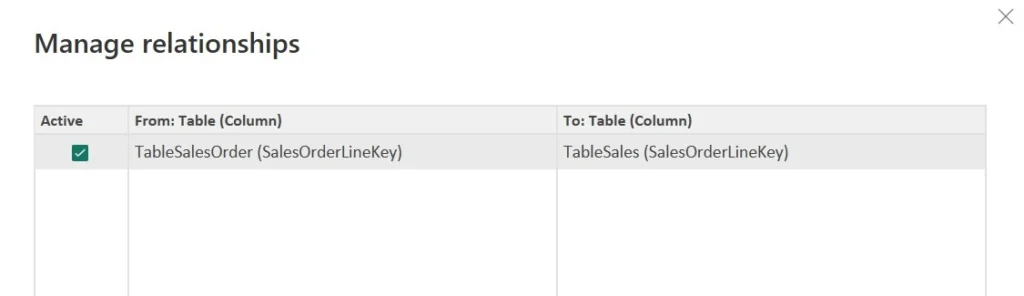 Manage relationships
Active From: Table (Column) To: Table (Column)
TableSalesOrder (SalesOrderLineKey) TableSales (SalesOrderLineKey)